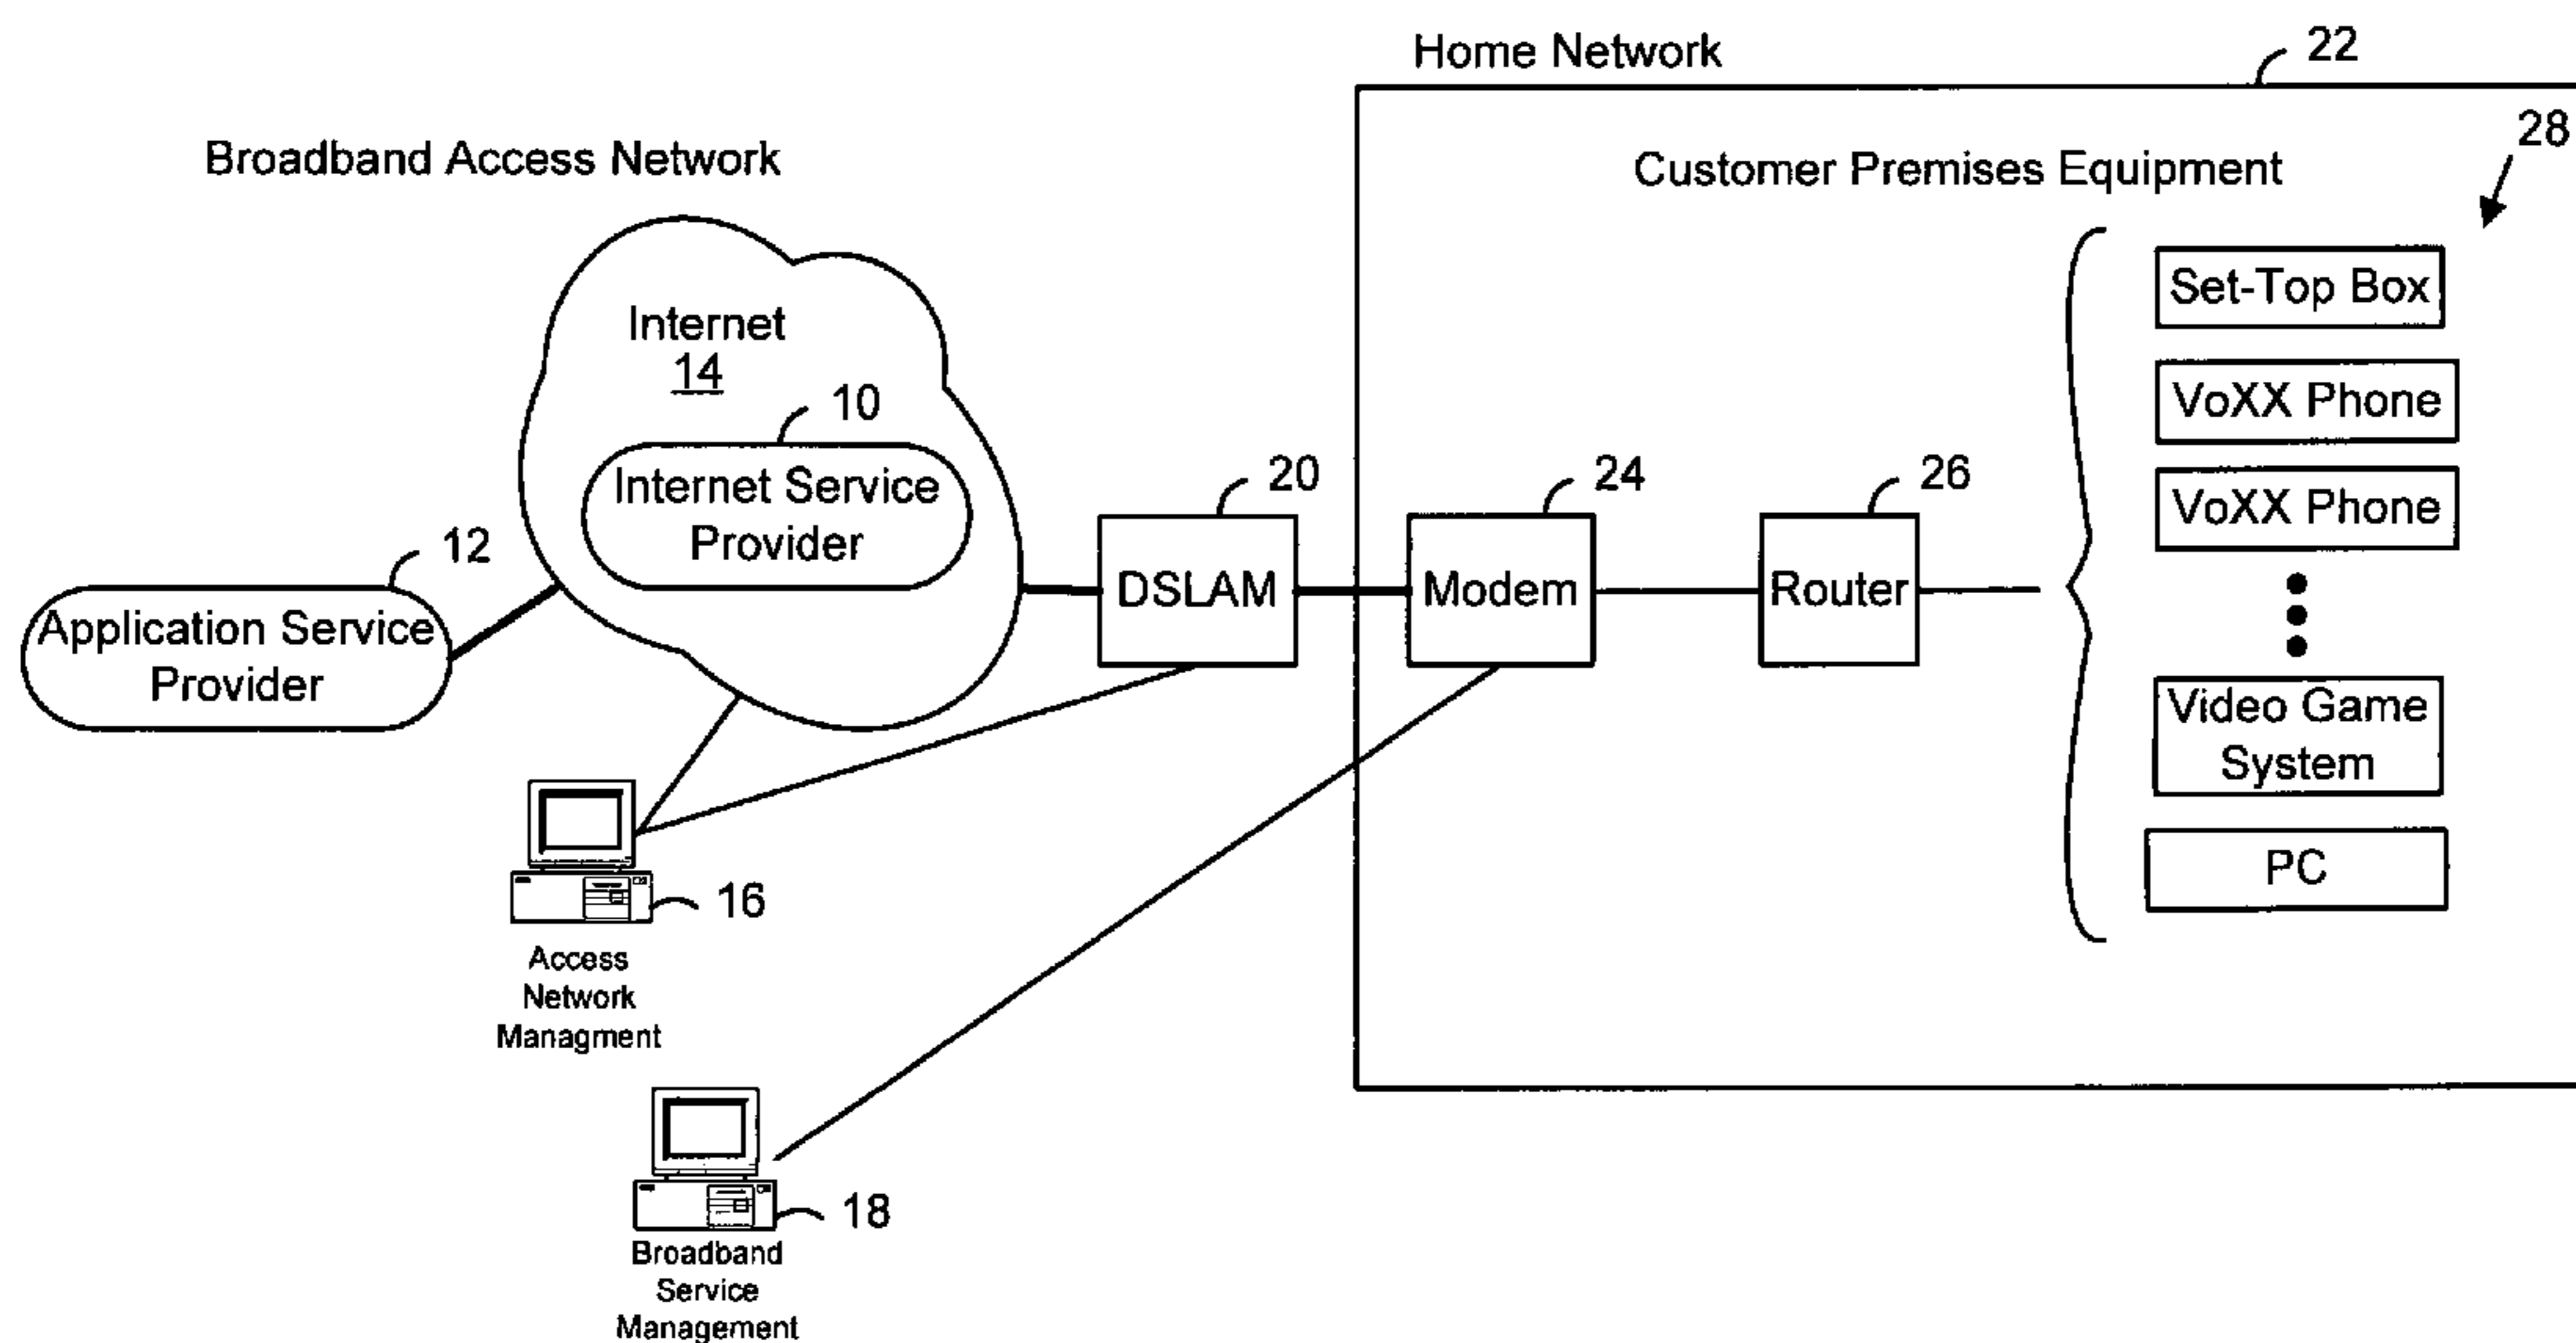 Home Network
22
28
Broadband Access Network
Customer Premises Equipment
Internet
14
10
Internet Service
Provider
12
Application Service
Provider
20
DSLAM
24
Modem
26
Router
Set-Top Box
VoXX Phone
VoXX Phone
Video Game
System
PC
16
Access
Network
Managment
18
Broadband
Service
Management